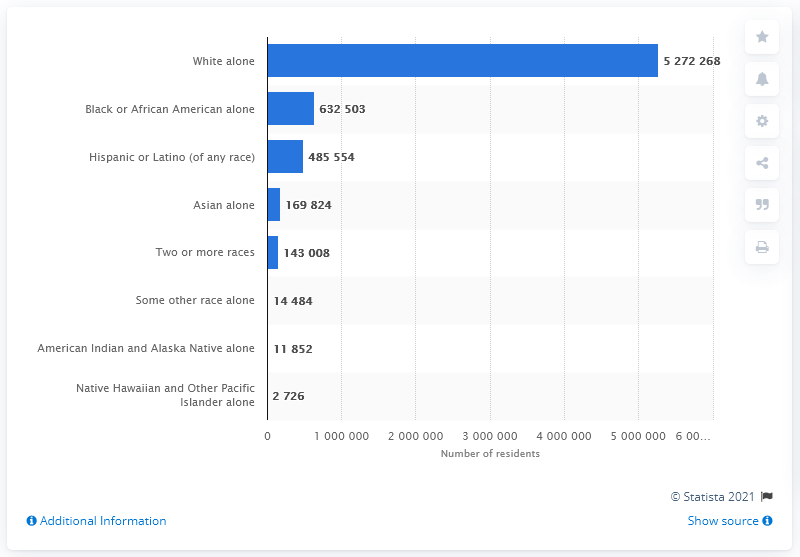 White alone
5 272 268
Black or African American alone
632 503
Hispanic or Latino (of any race)
485 554
Asian alone
169 824
Two or more races
143 008
Some other race alone
14 484
American Indian and Alaska Native alone
11 852
Native Hawaiian and Other Pacific
Islander alone
2 726
0 1 000 000 2 000 000 3 000 000 4 000 000 5 000 000 6 00…
Number of residents
© Statista 2021
Additional Information
Show source